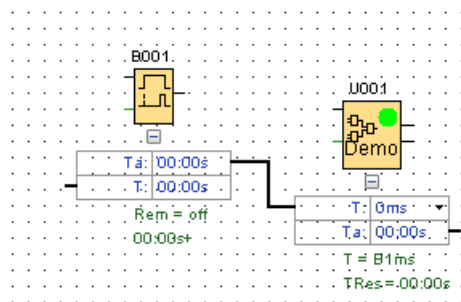 B001
Ta: 00:00s
T: 00:00s
Rem = off
00:00s+
U001
Demo
T: 0ms
Ta: 00:00s
T = B1ms
TRes=00:00s